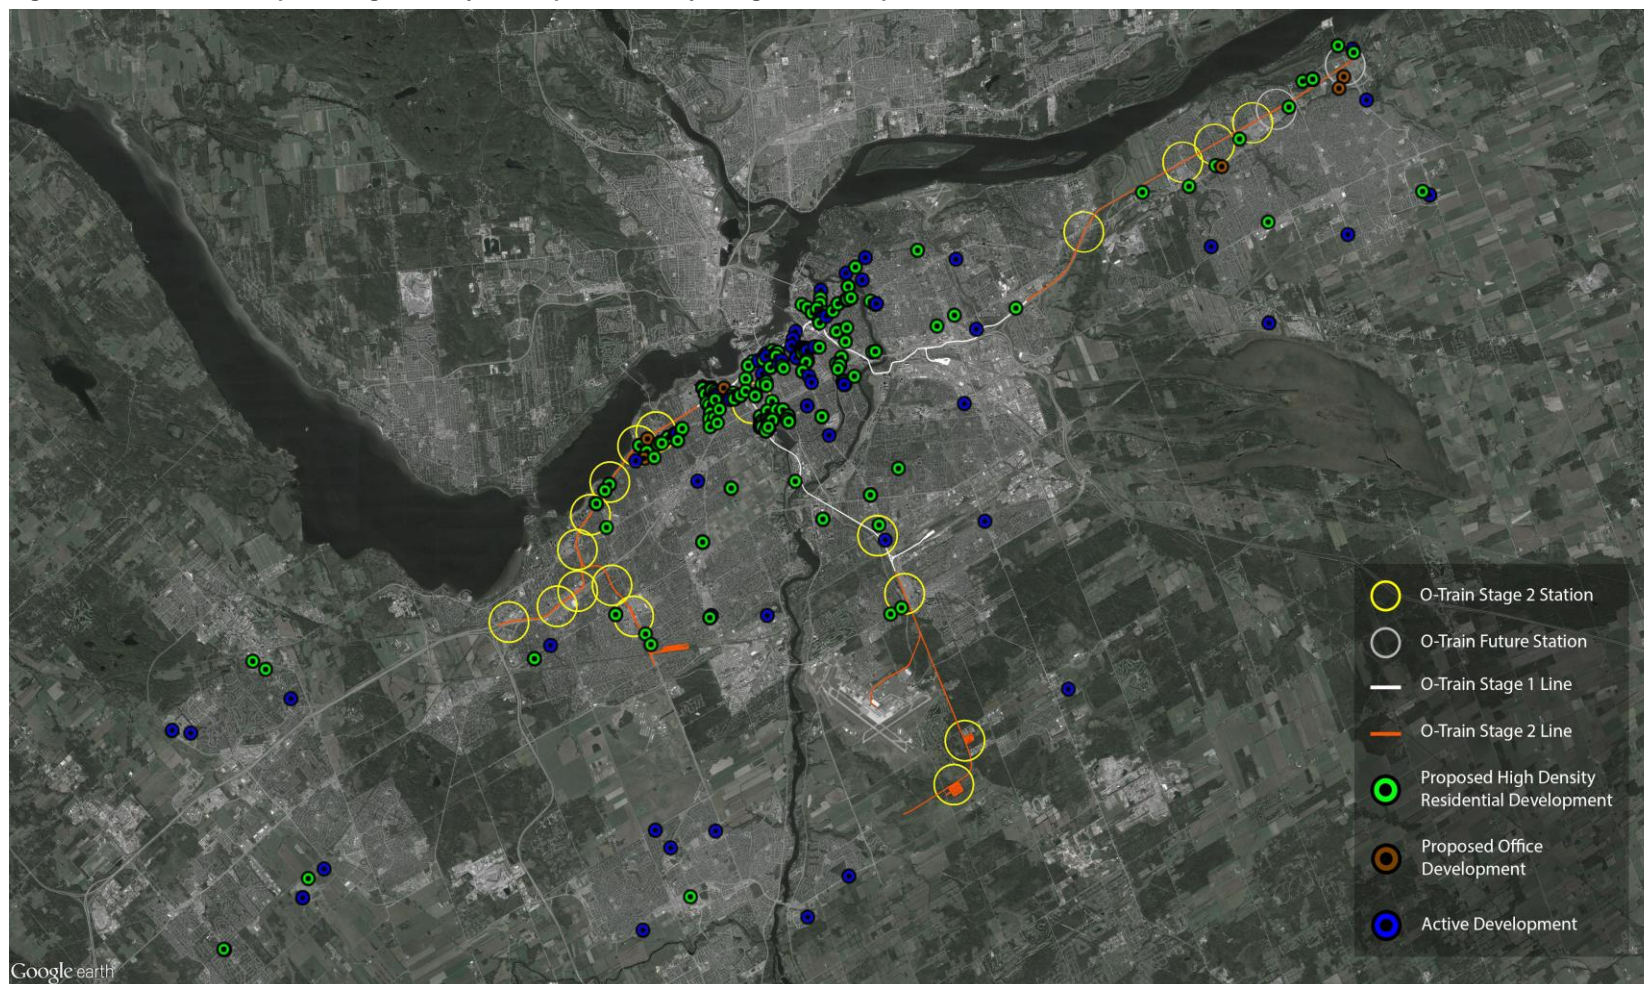 O-Train Stage 2 Station
O-Train Future Station
O-Train Stage 1 Line
O-Train Stage 2 Line
Proposed High Density
Residential Development
Proposed Office
Development
Active Development
Google earth